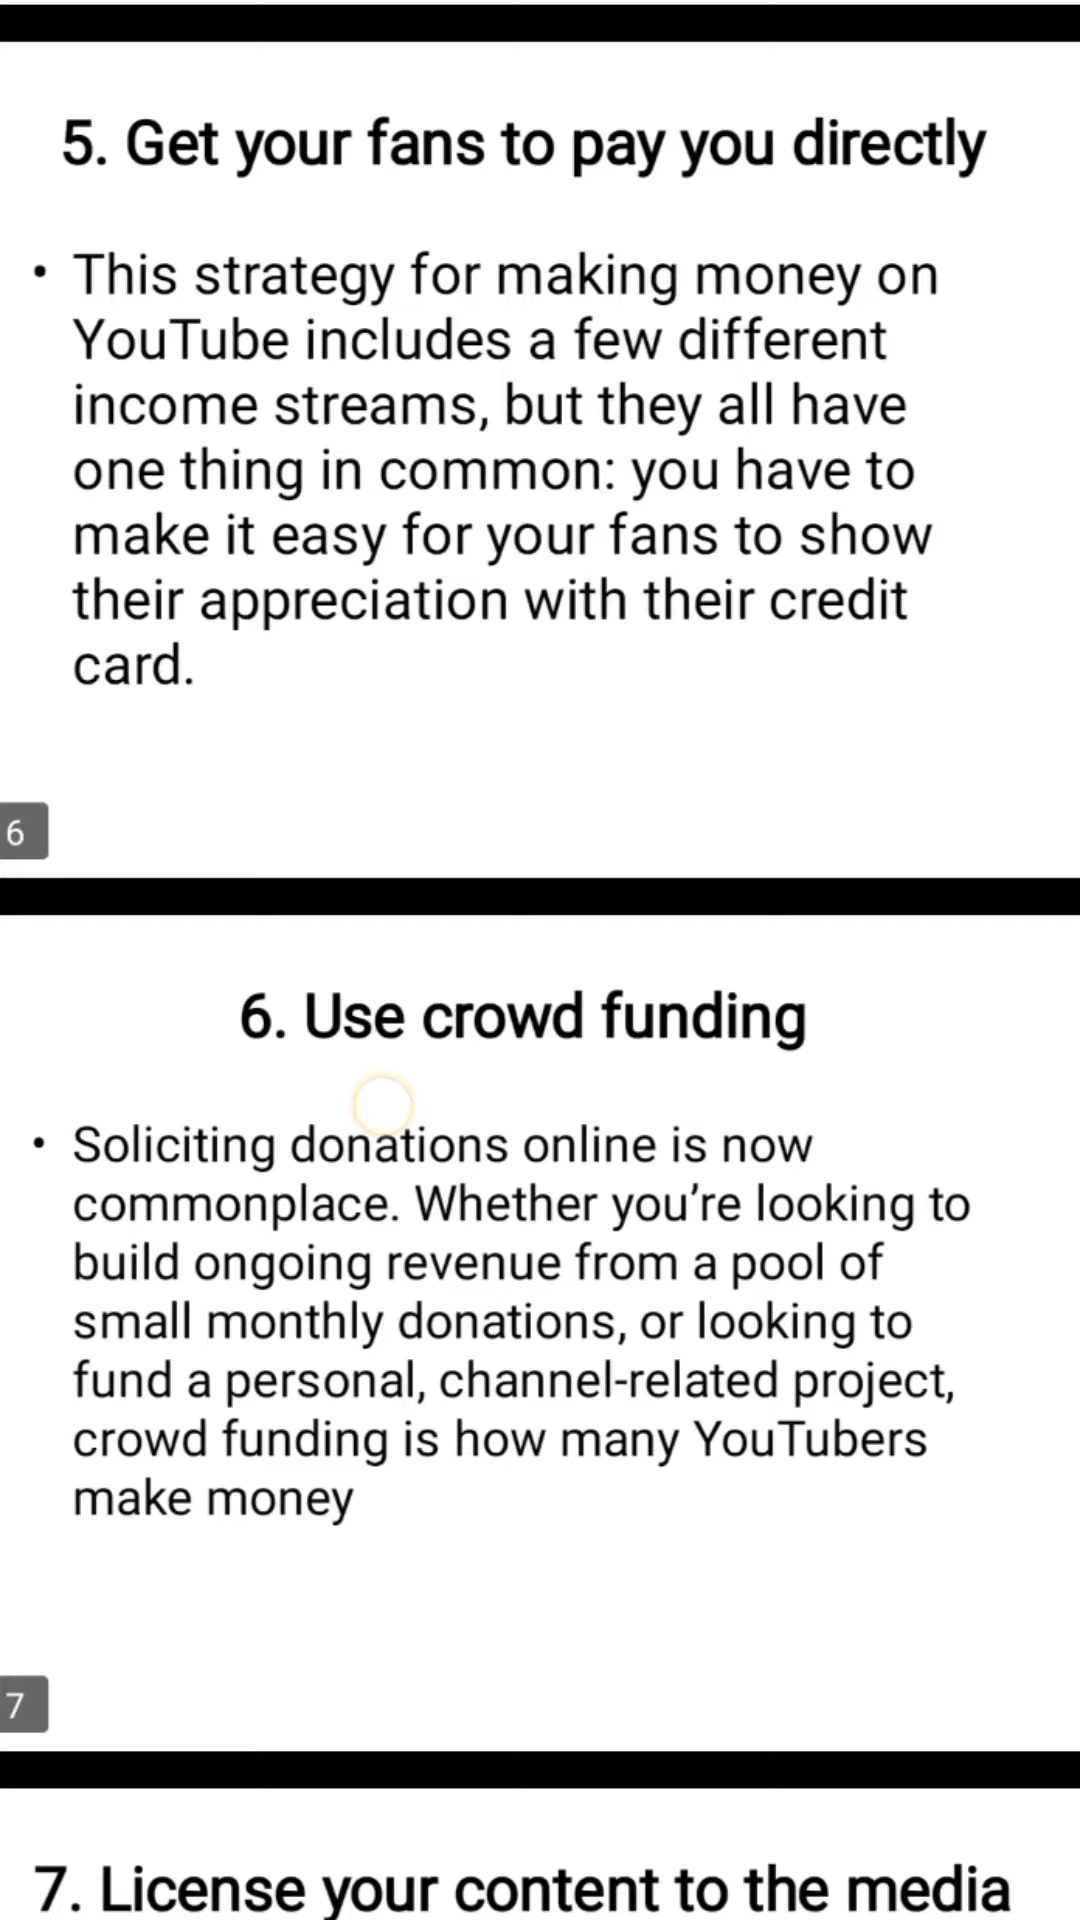 5. Get your fans to pay you directly
• This strategy for making money on
YouTube includes a few different
income streams, but they all have
one thing in common: you have to
make it easy for your fans to show
their appreciation with their credit
card.
6
6. Use crowd funding
• Soliciting donations online is now
commonplace. Whether you’re looking to
build ongoing revenue from a pool of
small monthly donations, or looking to
fund a personal, channel-related project,
crowd funding is how many YouTubers
make money
7
7. License your content to the media